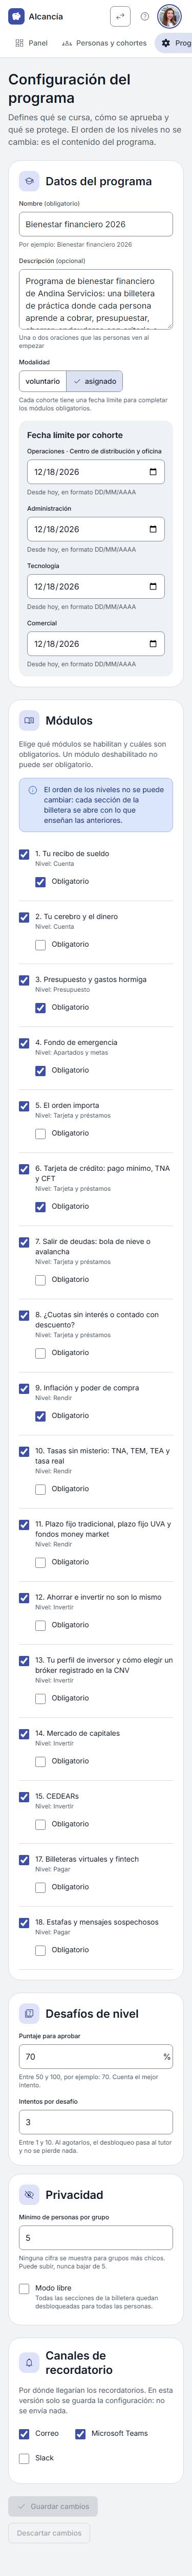 Alcancía
Panel
Personas y cohortes
Prog
Configuración del
programa
Defines qué se cursa, cómo se aprueba y
qué se protege. El orden de los niveles no se
cambia: es el contenido del programa.
Datos del programa
Nombre (obligatorio)
Bienestar financiero 2026
Por ejemplo: Bienestar financiero 2026
Descripción (opcional)
Programa de bienestar financiero
de Andina Servicios: una billetera
de práctica donde cada persona
aprende a cobrar, presupuestar,
Una o dos oraciones que las personas ven al
empezar
Modalidad
voluntario
asignado
Cada cohorte tiene una fecha límite para completar
los módulos obligatorios.
Fecha límite por cohorte
Operaciones · Centro de distribución y oficina
12/18/2026
Desde hoy, en formato DD/MM/AAAA
Administración
12/18/2026
Desde hoy, en formato DD/MM/AAAA
Tecnología
12/18/2026
Desde hoy, en formato DD/MM/AAAA
Comercial
12/18/2026
Desde hoy, en formato DD/MM/AAAA
Módulos
Elige qué módulos se habilitan y cuáles son
obligatorios. Un módulo deshabilitado no
puede ser obligatorio.
El orden de los niveles no se puede
cambiar: cada sección de la
billetera se abre con lo que
enseñan las anteriores.
1. Tu recibo de sueldo
Nivel: Cuenta
Obligatorio
2. Tu cerebro y el dinero
Nivel: Cuenta
Obligatorio
3. Presupuesto y gastos hormiga
Nivel: Presupuesto
Obligatorio
4. Fondo de emergencia
Nivel: Apartados y metas
Obligatorio
5. El orden importa
Nivel: Tarjeta y préstamos
Obligatorio
6. Tarjeta de crédito: pago mínimo, TNA
y CFT
Nivel: Tarjeta y préstamos
Obligatorio
7. Salir de deudas: bola de nieve o
avalancha
Nivel: Tarjeta y préstamos
Obligatorio
8. ¿Cuotas sin interés o contado con
descuento?
Nivel: Tarjeta y préstamos
Obligatorio
9. Inflación y poder de compra
Nivel: Rendir
Obligatorio
10. Tasas sin misterio: TNA, TEM, TEA y
tasa real
Nivel: Rendir
Obligatorio
11. Plazo fijo tradicional, plazo fijo UVA y
fondos money market
Nivel: Rendir
Obligatorio
12. Ahorrar e invertir no son lo mismo
Nivel: Invertir
Obligatorio
13. Tu perfil de inversor y cómo elegir un
bróker registrado en la CNV
Nivel: Invertir
Obligatorio
14. Mercado de capitales
Nivel: Invertir
Obligatorio
15. CEDEARs
Nivel: Invertir
Obligatorio
17. Billeteras virtuales y fintech
Nivel: Pagar
Obligatorio
18. Estafas y mensajes sospechosos
Nivel: Pagar
Obligatorio
Desafíos de nivel
Puntaje para aprobar
70 %
Entre 50 y 100, por ejemplo: 70. Cuenta el mejor
intento.
Intentos por desafío
3
Entre 1 y 10. Al agotarlos, el desbloqueo pasa al tutor
y no se pierde nada.
Privacidad
Mínimo de personas por grupo
5
Ninguna cifra se muestra para grupos más chicos.
Puede subir, nunca bajar de 5.
Modo libre
Todas las secciones de la billetera quedan
desbloqueadas para todas las personas.
Canales de
recordatorio
Por dónde llegarían los recordatorios. En esta
versión solo se guarda la configuración: no
se envía nada.
Correo
Microsoft Teams
Slack
Guardar cambios
Descartar cambios